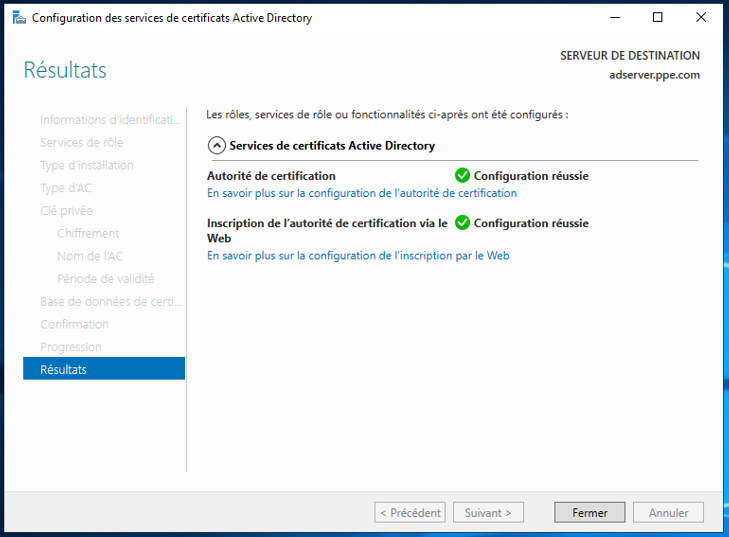 Configuration des services de certificats Active Directory
Résultats
SERVEUR DE DESTINATION
adserver.ppe.com
Informations d'identificati...
Services de rôle
Type d'installation
Type d'AC
Clé privée
Chiffrement
Nom de l'AC
Période de validité
Base de données de certi...
Confirmation
Progression
Résultats
Les rôles, services de rôle ou fonctionnalités ci-après ont été configurés :
Services de certificats Active Directory
Autorité de certification
Configuration réussie
En savoir plus sur la configuration de l'autorité de certification
Inscription de l'autorité de certification via le
Web
Configuration réussie
En savoir plus sur la configuration de l'inscription par le Web
< Précédent
Suivant >
Fermer
Annuler